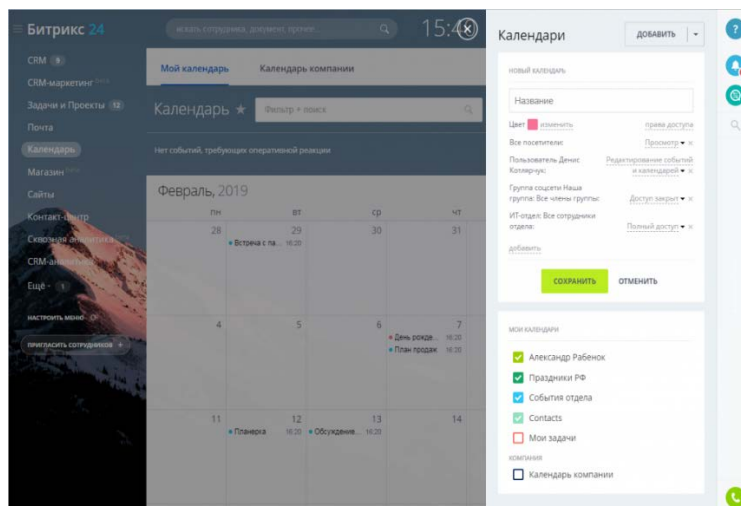 Битрикс 24
искать сотрудника, документ, прочее...
15:4
CRM 9
CRM-маркетинг beta
Задачи и Проекты 12
Почта
Календарь
Магазин beta
Сайты
Контакт-центр
Сквозная аналитика beta
CRM-аналитика
Ещё - 1
НАСТРОИТЬ МЕНЮ
ПРИГЛАСИТЬ СОТРУДНИКОВ +
Мой календарь Календарь компании
Календарь
Фильтр + поиск
Нет событий, требующих оперативной реакции
Февраль, 2019
ПН ВТ СР ЧТ
28 29 30 31
Встреча с па... 16:20
4 5 6 7
День рожде... 16:20
План продаж 16:20
11 12 13 14
Планерка 16:20 Обсуждение... 16:20
Календари
ДОБАВИТЬ
НОВЫЙ КАЛЕНДАРЬ
Название
Цвет изменить права доступа
Все посетители: Просмотр
Пользователь Денис Редактирование событий
Котлярчук: и календарей
Группа соцсети Наша
группа: Все члены группы: Доступ закрыт
ИТ-отдел: Все сотрудники
отдела: Полный доступ
добавить
СОХРАНИТЬ ОТМЕНИТЬ
МОИ КАЛЕНДАРИ
Александр Рабенок
Праздники РФ
События отдела
Contacts
Мои задачи
КОМПАНИЯ
Календарь компании